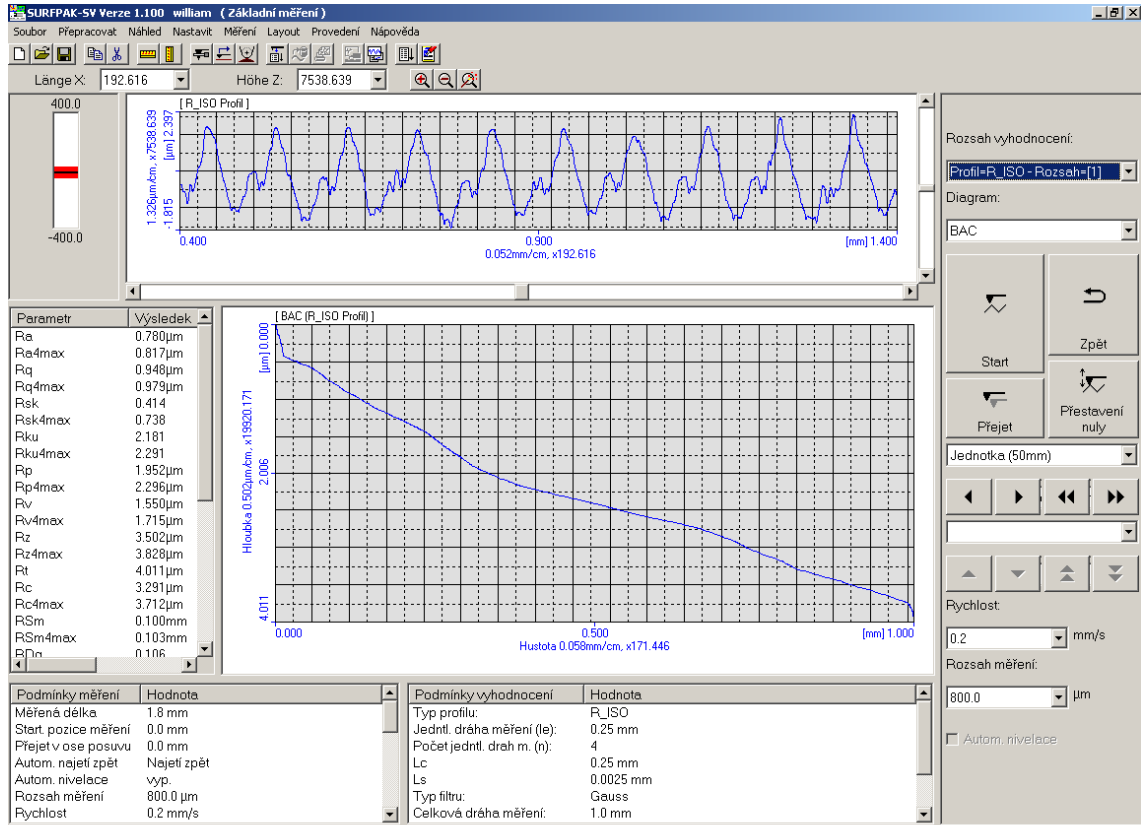 SURFPAK-SV Verze 1.100 william ( Základní měření )
Soubor Přepracovat Náhled Nastavit Měření Layout Provedení Nápověda
Länge X: 192.616 Höhe Z: 7538.639
400.0
-400.0
[ R_ISO Profil ]
1.326µm/cm, x7538.639
-1.815 [µm] 2.397
0.400 0.900 [mm] 1.400
0.052mm/cm, x192.616
Parametr Výsledek
Ra 0.780µm
Ra4max 0.817µm
Rq 0.948µm
Rq4max 0.979µm
Rsk 0.414
Rsk4max 0.738
Rku 2.181
Rku4max 2.291
Rp 1.952µm
Rp4max 2.296µm
Rv 1.550µm
Rv4max 1.715µm
Rz 3.502µm
Rz4max 3.828µm
Rt 4.011µm
Rc 3.291µm
Rc4max 3.712µm
RSm 0.100mm
RSm4max 0.103mm
RDq 0.106
[ BAC (R_ISO Profil) ]
Hloubka 0.502µm/cm, x19920.171
4.011 2.006 [µm] 0.000
0.000 0.500 [mm] 1.000
Hustota 0.058mm/cm, x171.446
Rozsah vyhodnocení:
Profil=R_ISO - Rozsah=[1]
Diagram:
BAC
Start
Zpět
Přejet
Přestavení
nuly
Jednotka (50mm)
Rychlost:
0.2 mm/s
Rozsah měření:
800.0 µm
Autom. nivelace
Podmínky měření Hodnota
Měřená délka 1.8 mm
Start. pozice měření 0.0 mm
Přejet v ose posuvu 0.0 mm
Autom. najetí zpět Najetí zpět
Autom. nivelace vyp.
Rozsah měření 800.0 µm
Rychlost 0.2 mm/s
Podmínky vyhodnocení Hodnota
Typ profilu: R_ISO
Jedntl. dráha měření (le): 0.25 mm
Počet jedntl. drah m. (n): 4
Lc 0.25 mm
Ls 0.0025 mm
Typ filtru: Gauss
Celková dráha měření: 1.0 mm